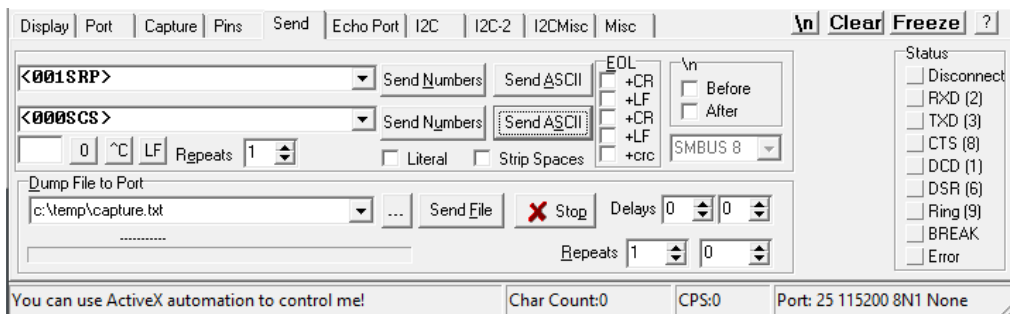 Display Port Capture Pins Send Echo Port I2C I2C-2 I2CMisc Misc \n Clear Freeze ?
<001SRP> Send Numbers Send ASCII
<000SCS> Send Numbers Send ASCII
0 ^C LF Repeats 1 Literal Strip Spaces
EOL
+CR
+LF
+CR
+LF
+crc
\n
Before
After
SMBUS 8
Status
Disconnect
RXD (2)
TXD (3)
CTS (8)
DCD (1)
DSR (6)
Ring (9)
BREAK
Error
Dump File to Port
c:\temp\capture.txt ... Send File Stop Delays 0 0
-----------
Repeats 1 0
You can use ActiveX automation to control me! Char Count:0 CPS:0 Port: 25 115200 8N1 None